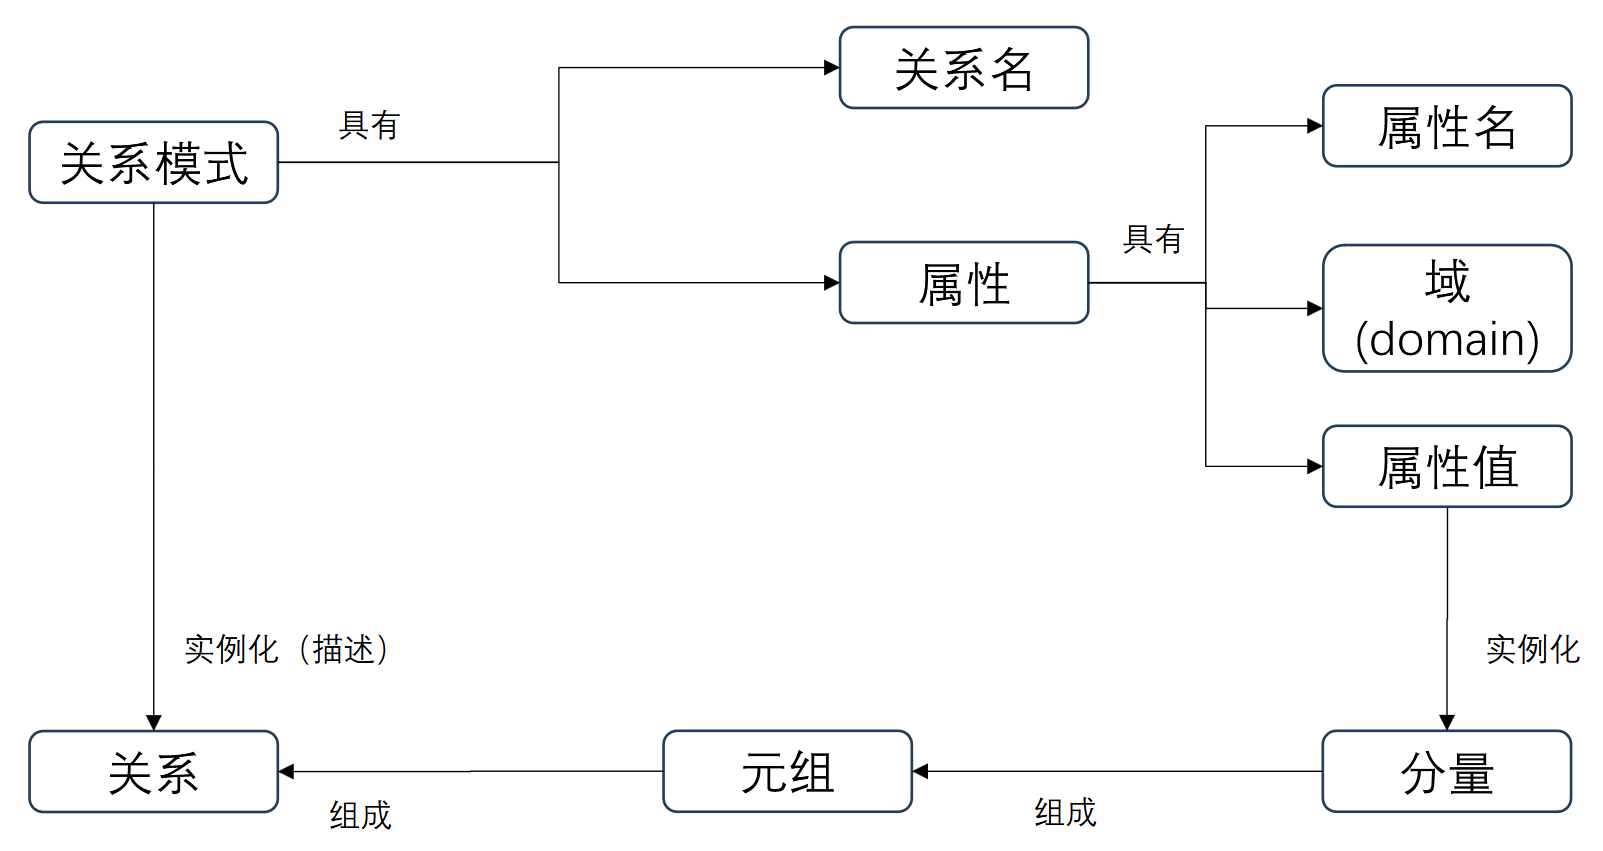 关系名
具有
关系模式
属性名
具有
属性
域
(domain)
属性值
实例化（描述）
实例化
关系
元组
分量
组成
组成